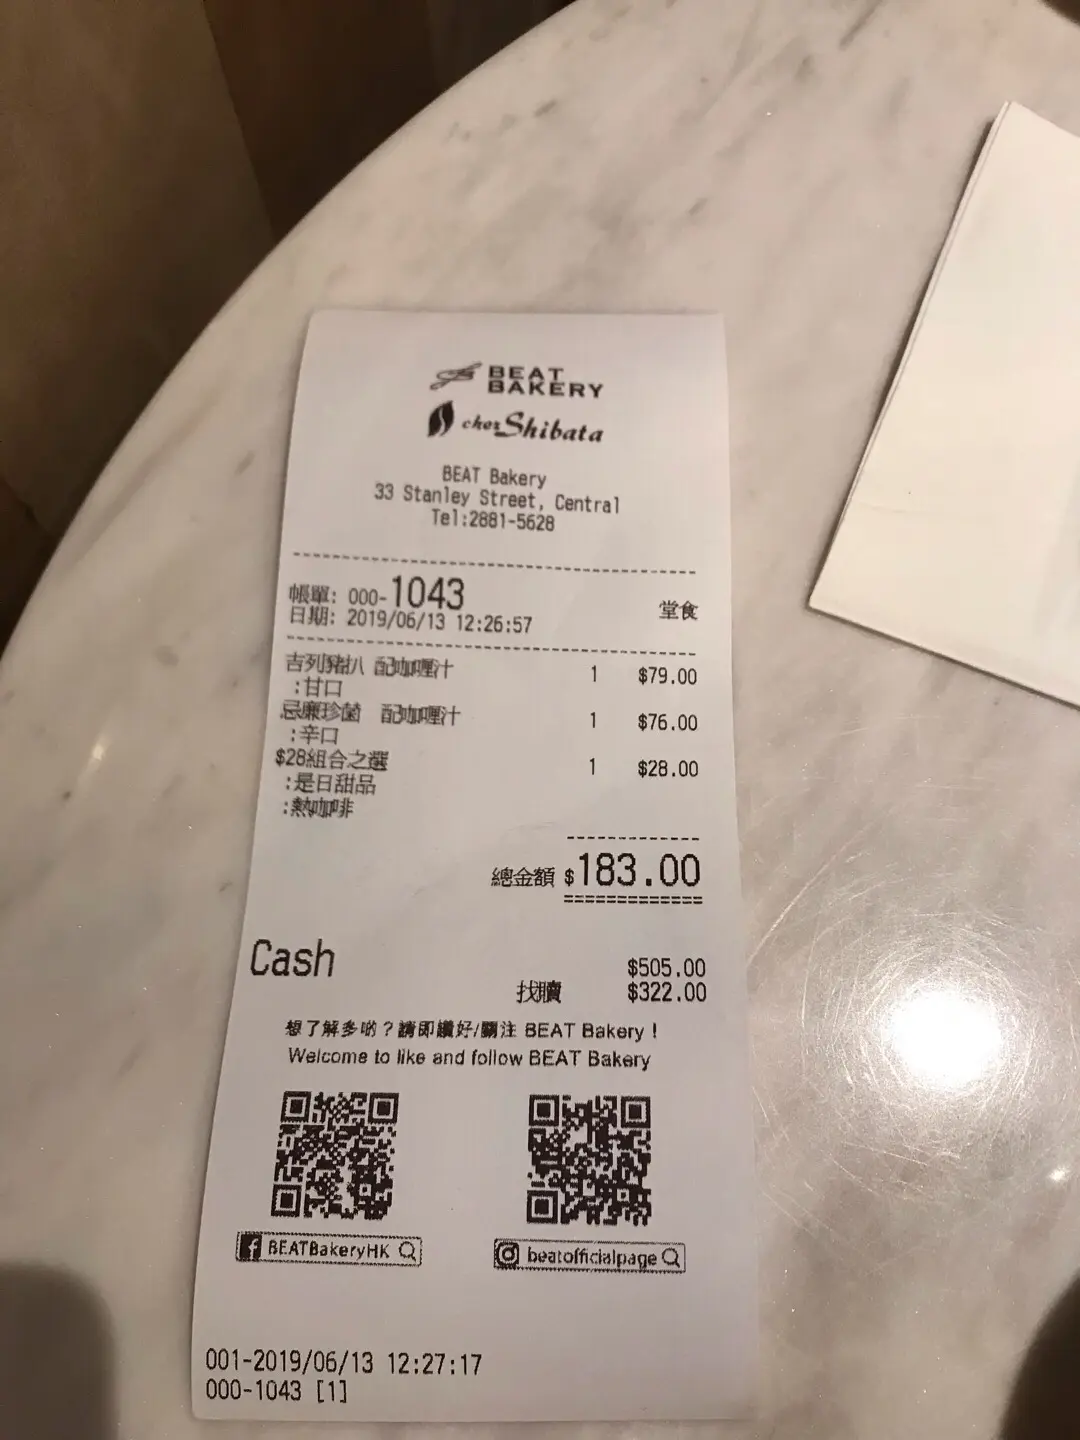 BEAT
BAKERY
chez Shibata
BEAT Bakery
33 Stanley Street, Central
Tel:2881-5628
帳單: 000-1043 堂食
日期: 2019/06/13 12:26:57
吉列豬扒 配咖喱汁 1 $79.00
:甘口
忌廉珍菌 配咖喱汁 1 $76.00
:辛口
$28組合之選 1 $28.00
:是日甜品
:熱咖啡
總金額 $183.00
Cash $505.00
找贖 $322.00
想了解多啲?請即讚好/關注 BEAT Bakery !
Welcome to like and follow BEAT Bakery
BEATBakeryHK
beatofficialpage
001-2019/06/13 12:27:17
000-1043 [1]